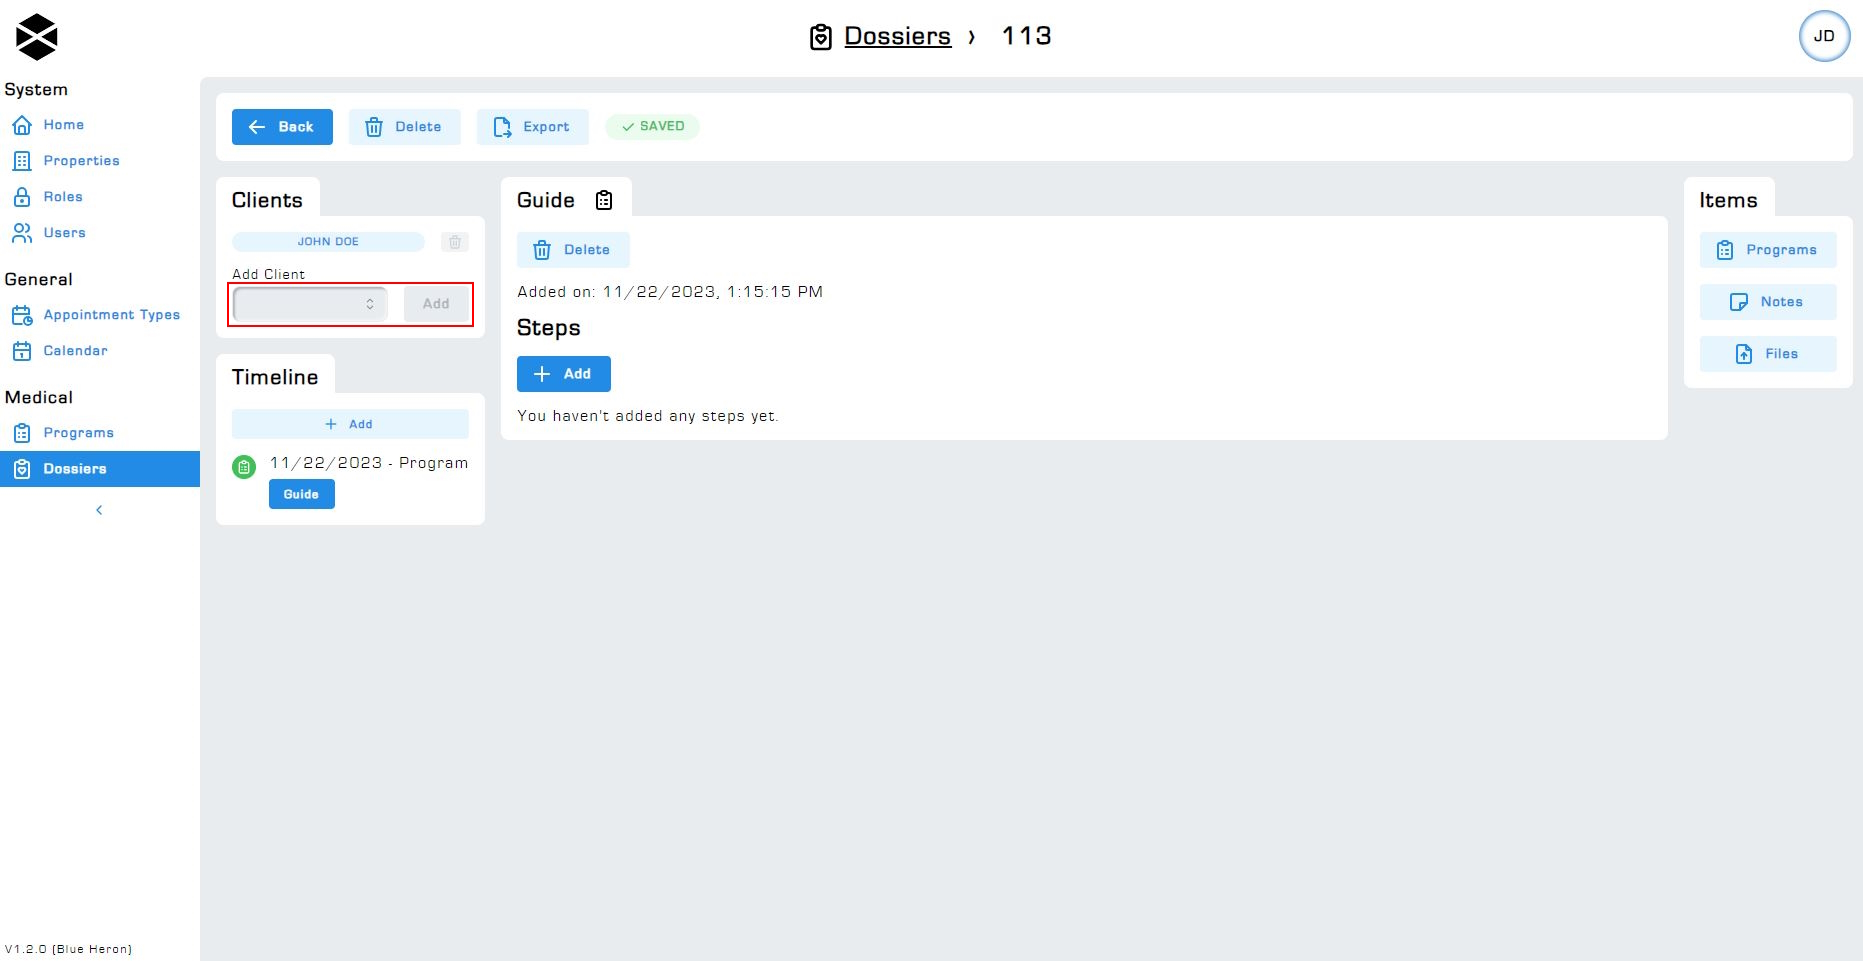 Dossiers › 113
JD
System
Home
Properties
Roles
Users
General
Appointment Types
Calendar
Medical
Programs
Dossiers
V1.2.0 (Blue Heron)
Back
Delete
Export
SAVED
Clients
JOHN DOE
Add Client
Add
Timeline
Add
11/22/2023 - Program
Guide
Guide
Delete
Added on: 11/22/2023, 1:15:15 PM
Steps
Add
You haven't added any steps yet.
Items
Programs
Notes
Files